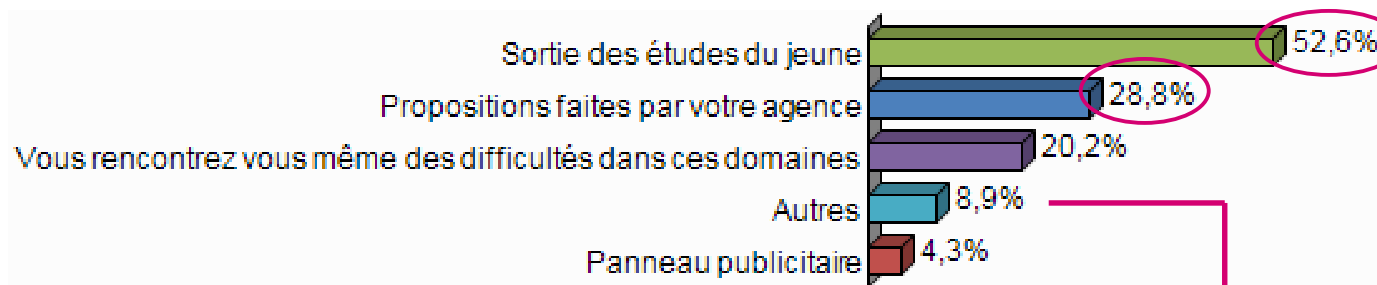 Sortie des études du jeune 52,6%
Propositions faites par votre agence 28,8%
Vous rencontrez vous même des difficultés dans ces domaines 20,2%
Autres 8,9%
Panneau publicitaire 4,3%